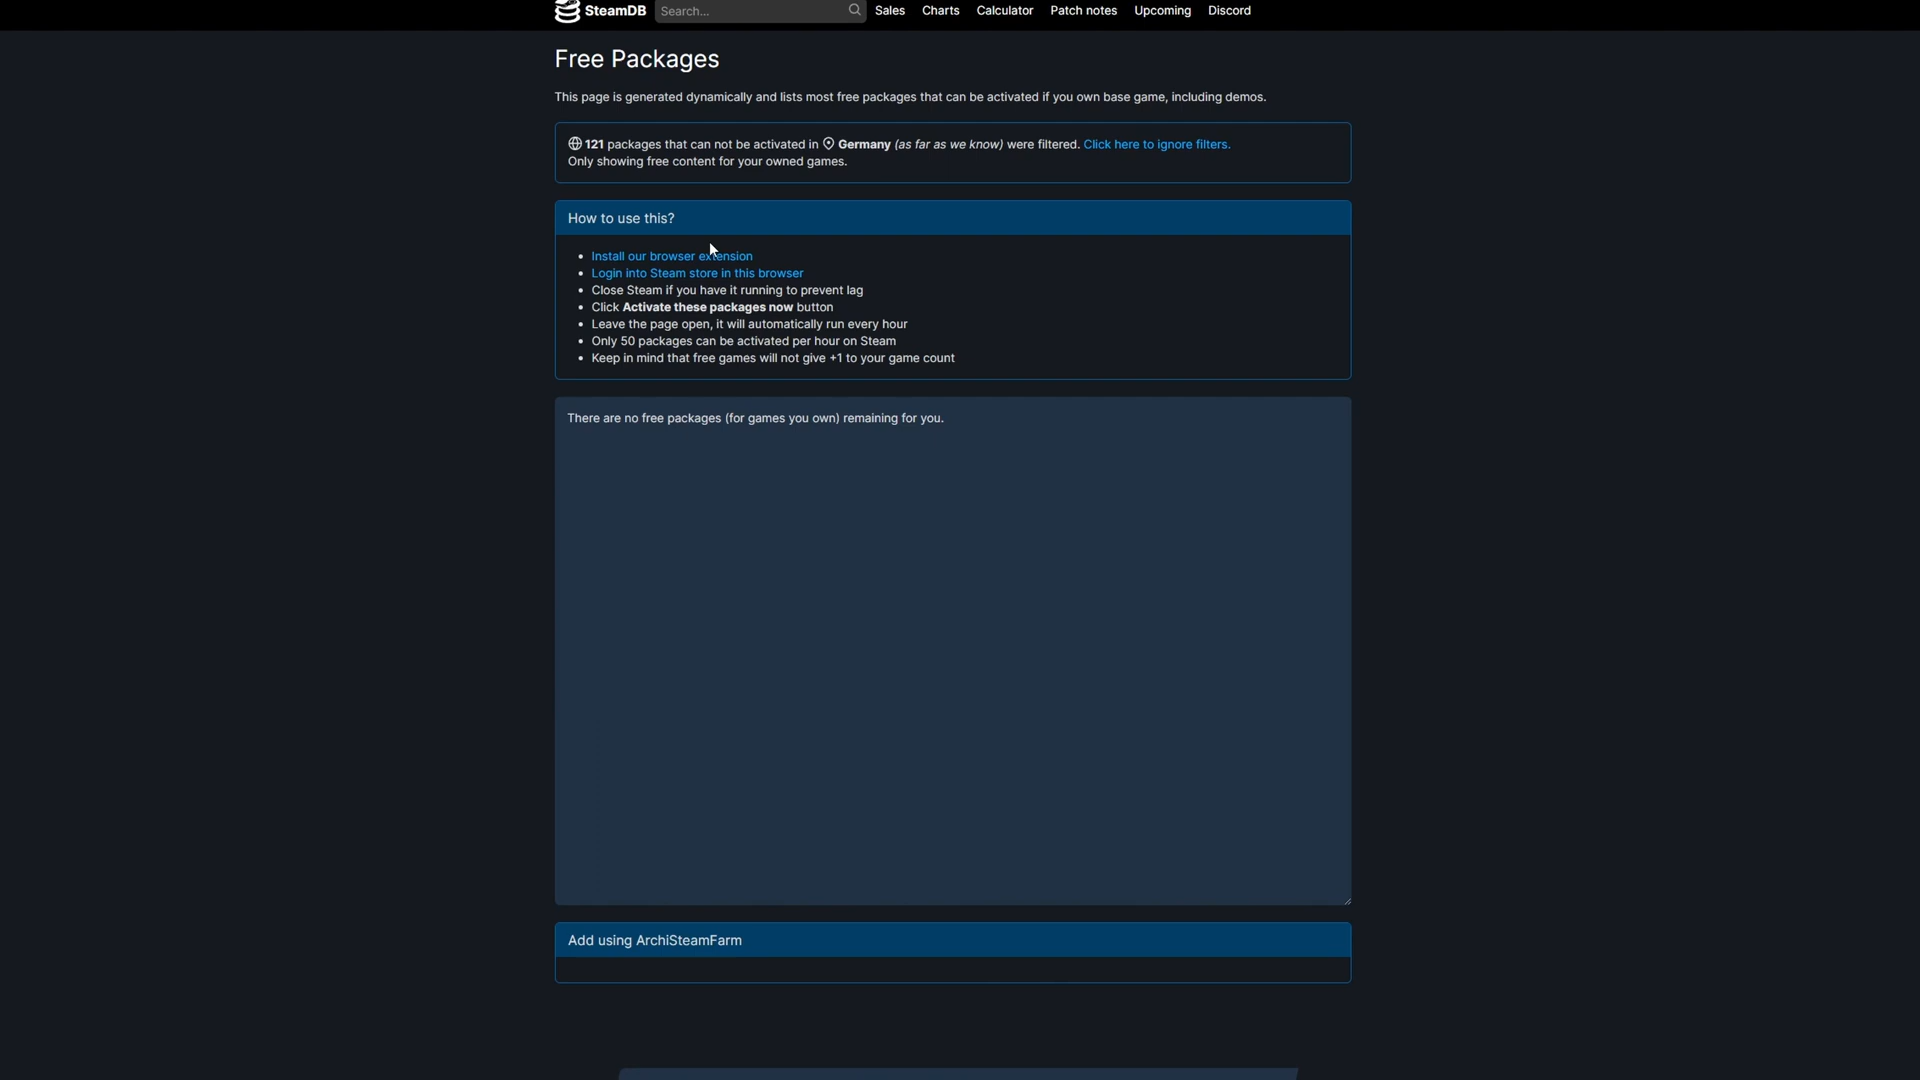 SteamDB Search... Sales Charts Calculator Patch notes Upcoming Discord
Free Packages
This page is generated dynamically and lists most free packages that can be activated if you own base game, including demos.
121 packages that can not be activated in Germany (as far as we know) were filtered. Click here to ignore filters.
Only showing free content for your owned games.
How to use this?
• Install our browser extension
• Login into Steam store in this browser
• Close Steam if you have it running to prevent lag
• Click Activate these packages now button
• Leave the page open, it will automatically run every hour
• Only 50 packages can be activated per hour on Steam
• Keep in mind that free games will not give +1 to your game count
There are no free packages (for games you own) remaining for you.
Add using ArchiSteamFarm